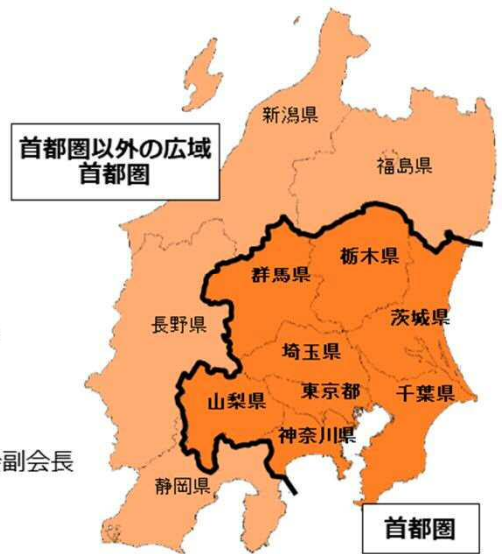 新潟県
首都圏以外の広域
首都圏
福島県
栃木県
群馬県
茨城県
長野県
埼玉県
山梨県
東京都
千葉県
神奈川県
副会長
静岡県
首都圏